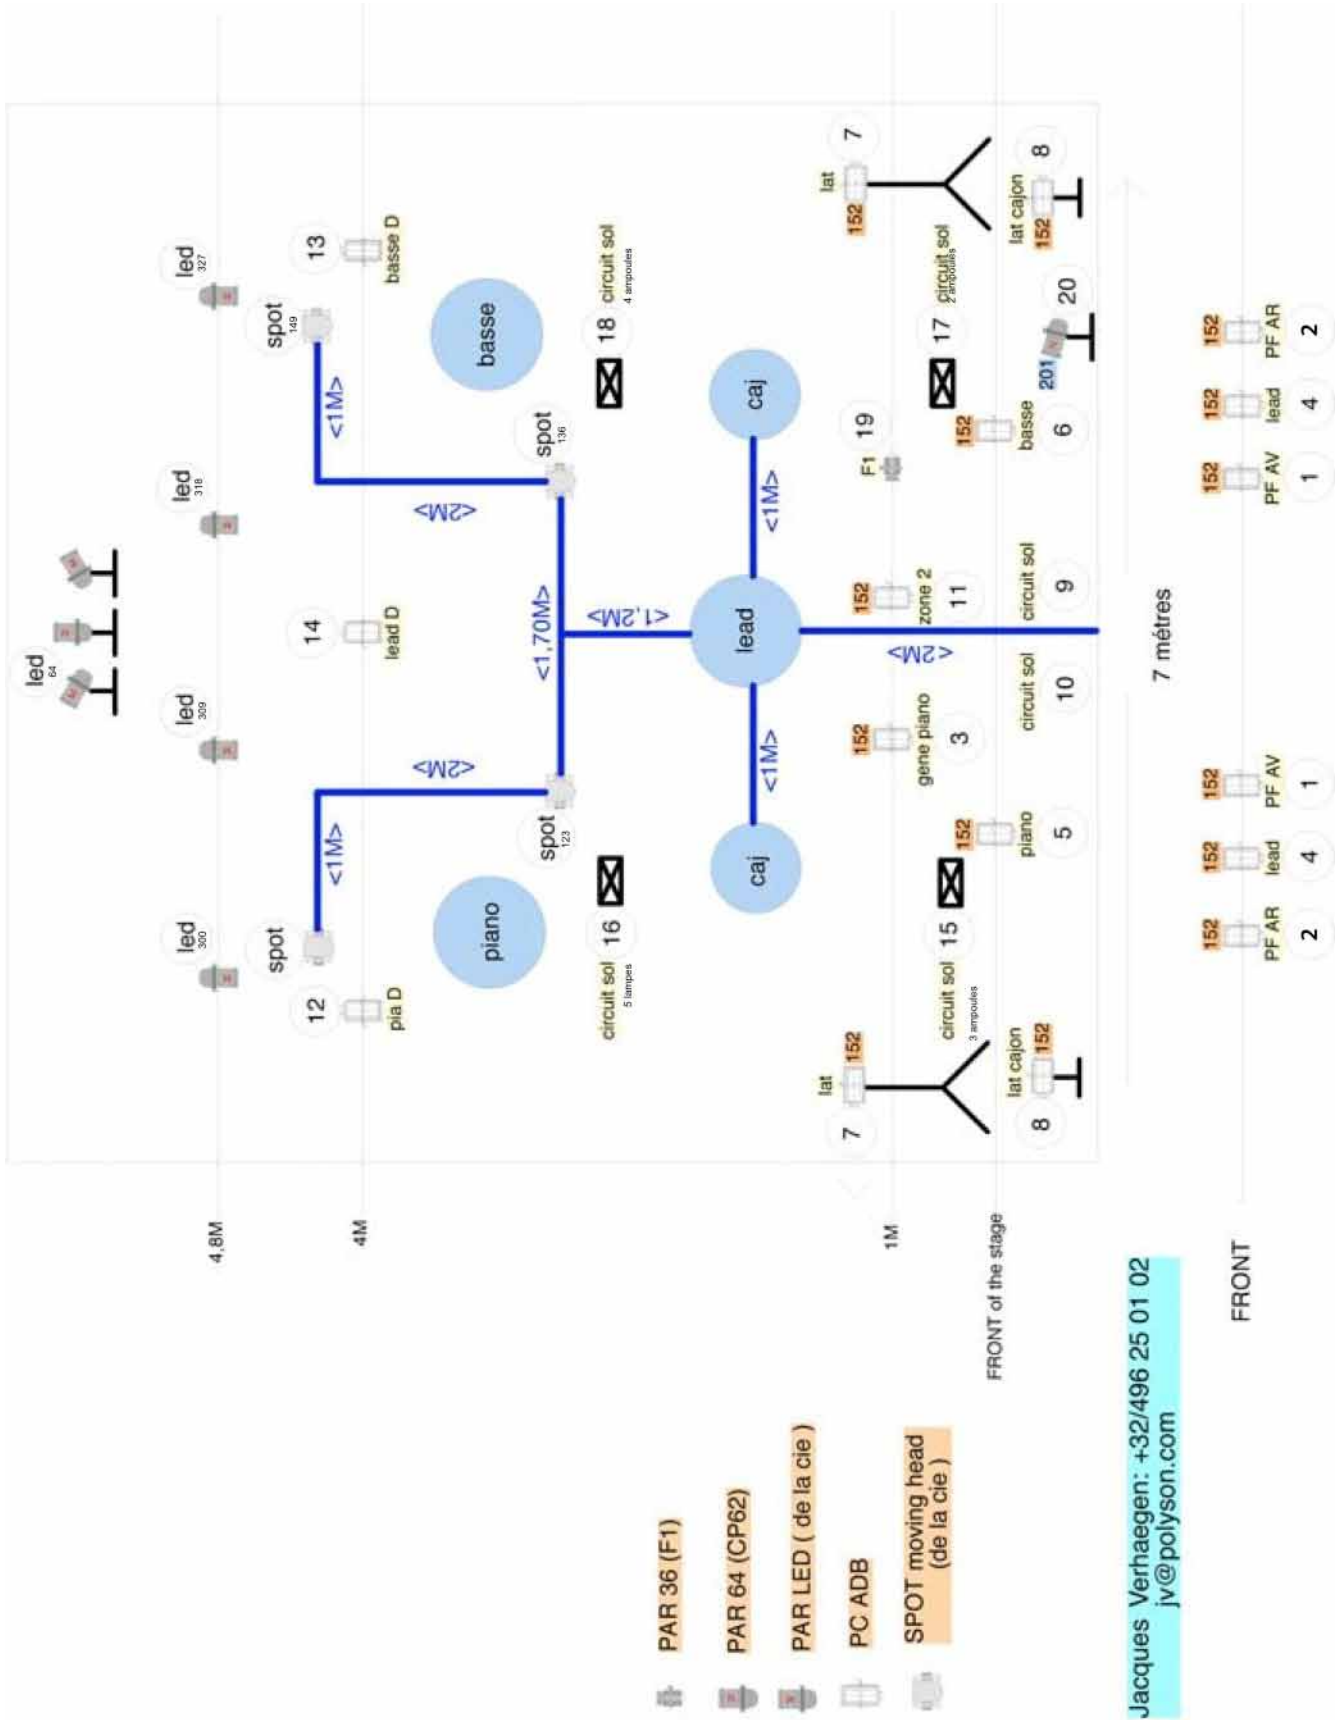 led
64
led
300
led
309
led
318
led
327
4,8M
spot
spot
149
<1M>
<1M>
12
14
13
4M
pia D
lead D
basse D
<2M>
<2M>
piano
basse
spot
123
<1,70M>
spot
136
circuit sol
5 lampes
16
18
circuit sol
4 ampoules
<1,2M>
caj
lead
caj
<1M>
<1M>
lat
7
152
152
3
gene piano
152
11
zone 2
F1
19
lat
152
7
1M
<2M>
circuit sol
3 ampoules
15
17
circuit sol
2 ampoules
152
piano
5
152
basse
6
FRONT of the stage
lat cajon
8
152
circuit sol
10
circuit sol
9
201
20
lat cajon
152
8
7 métres
152
PF AR
2
152
lead
4
152
PF AV
1
152
PF AV
1
152
lead
4
152
PF AR
2
FRONT
PAR 36 (F1)
PAR 64 (CP62)
PAR LED ( de la cie )
PC ADB
SPOT moving head
(de la cie )
Jacques Verhaegen: +32/496 25 01 02
jv@polyson.com